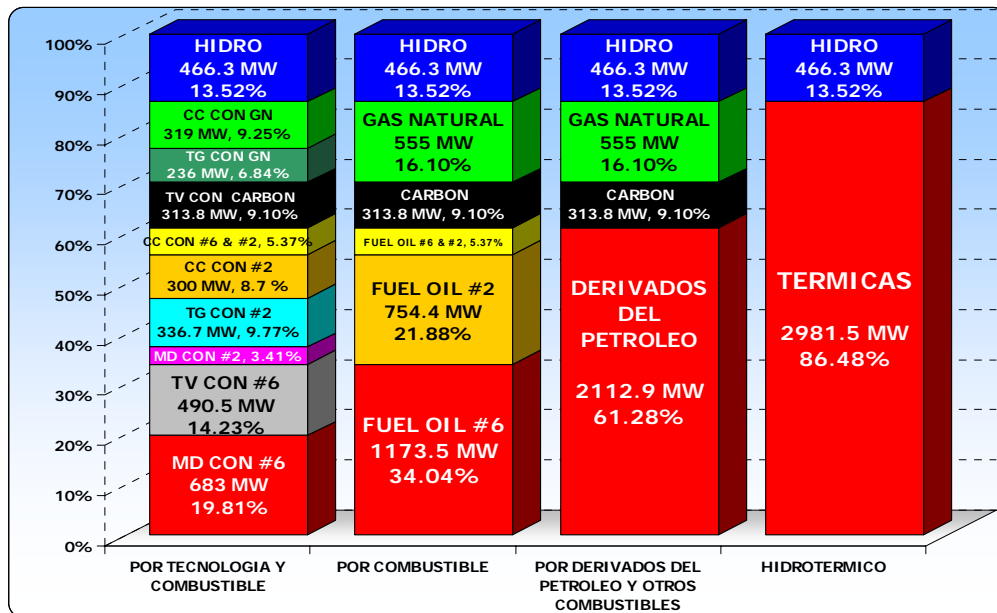 100%
90%
80%
70%
60%
50%
40%
30%
20%
10%
0%
HIDRO
466.3 MW
13.52%
CC CON GN
319 MW, 9.25%
TG CON GN
236 MW, 6.84%
TV CON CARBON
313.8 MW, 9.10%
CC CON #6 & #2, 5.37%
CC CON #2
300 MW, 8.7 %
TG CON #2
336.7 MW, 9.77%
MD CON #2, 3.41%
TV CON #6
490.5 MW
14.23%
MD CON #6
683 MW
19.81%
HIDRO
466.3 MW
13.52%
GAS NATURAL
555 MW
16.10%
CARBON
313.8 MW, 9.10%
FUEL OIL #6 & #2, 5.37%
FUEL OIL #2
754.4 MW
21.88%
FUEL OIL #6
1173.5 MW
34.04%
HIDRO
466.3 MW
13.52%
GAS NATURAL
555 MW
16.10%
CARBON
313.8 MW, 9.10%
DERIVADOS
DEL
PETROLEO
2112.9 MW
61.28%
HIDRO
466.3 MW
13.52%
TERMICAS
2981.5 MW
86.48%
POR TECNOLOGIA Y
COMBUSTIBLE
POR COMBUSTIBLE
POR DERIVADOS DEL
PETROLEO Y OTROS
COMBUSTIBLES
HIDROTERMICO